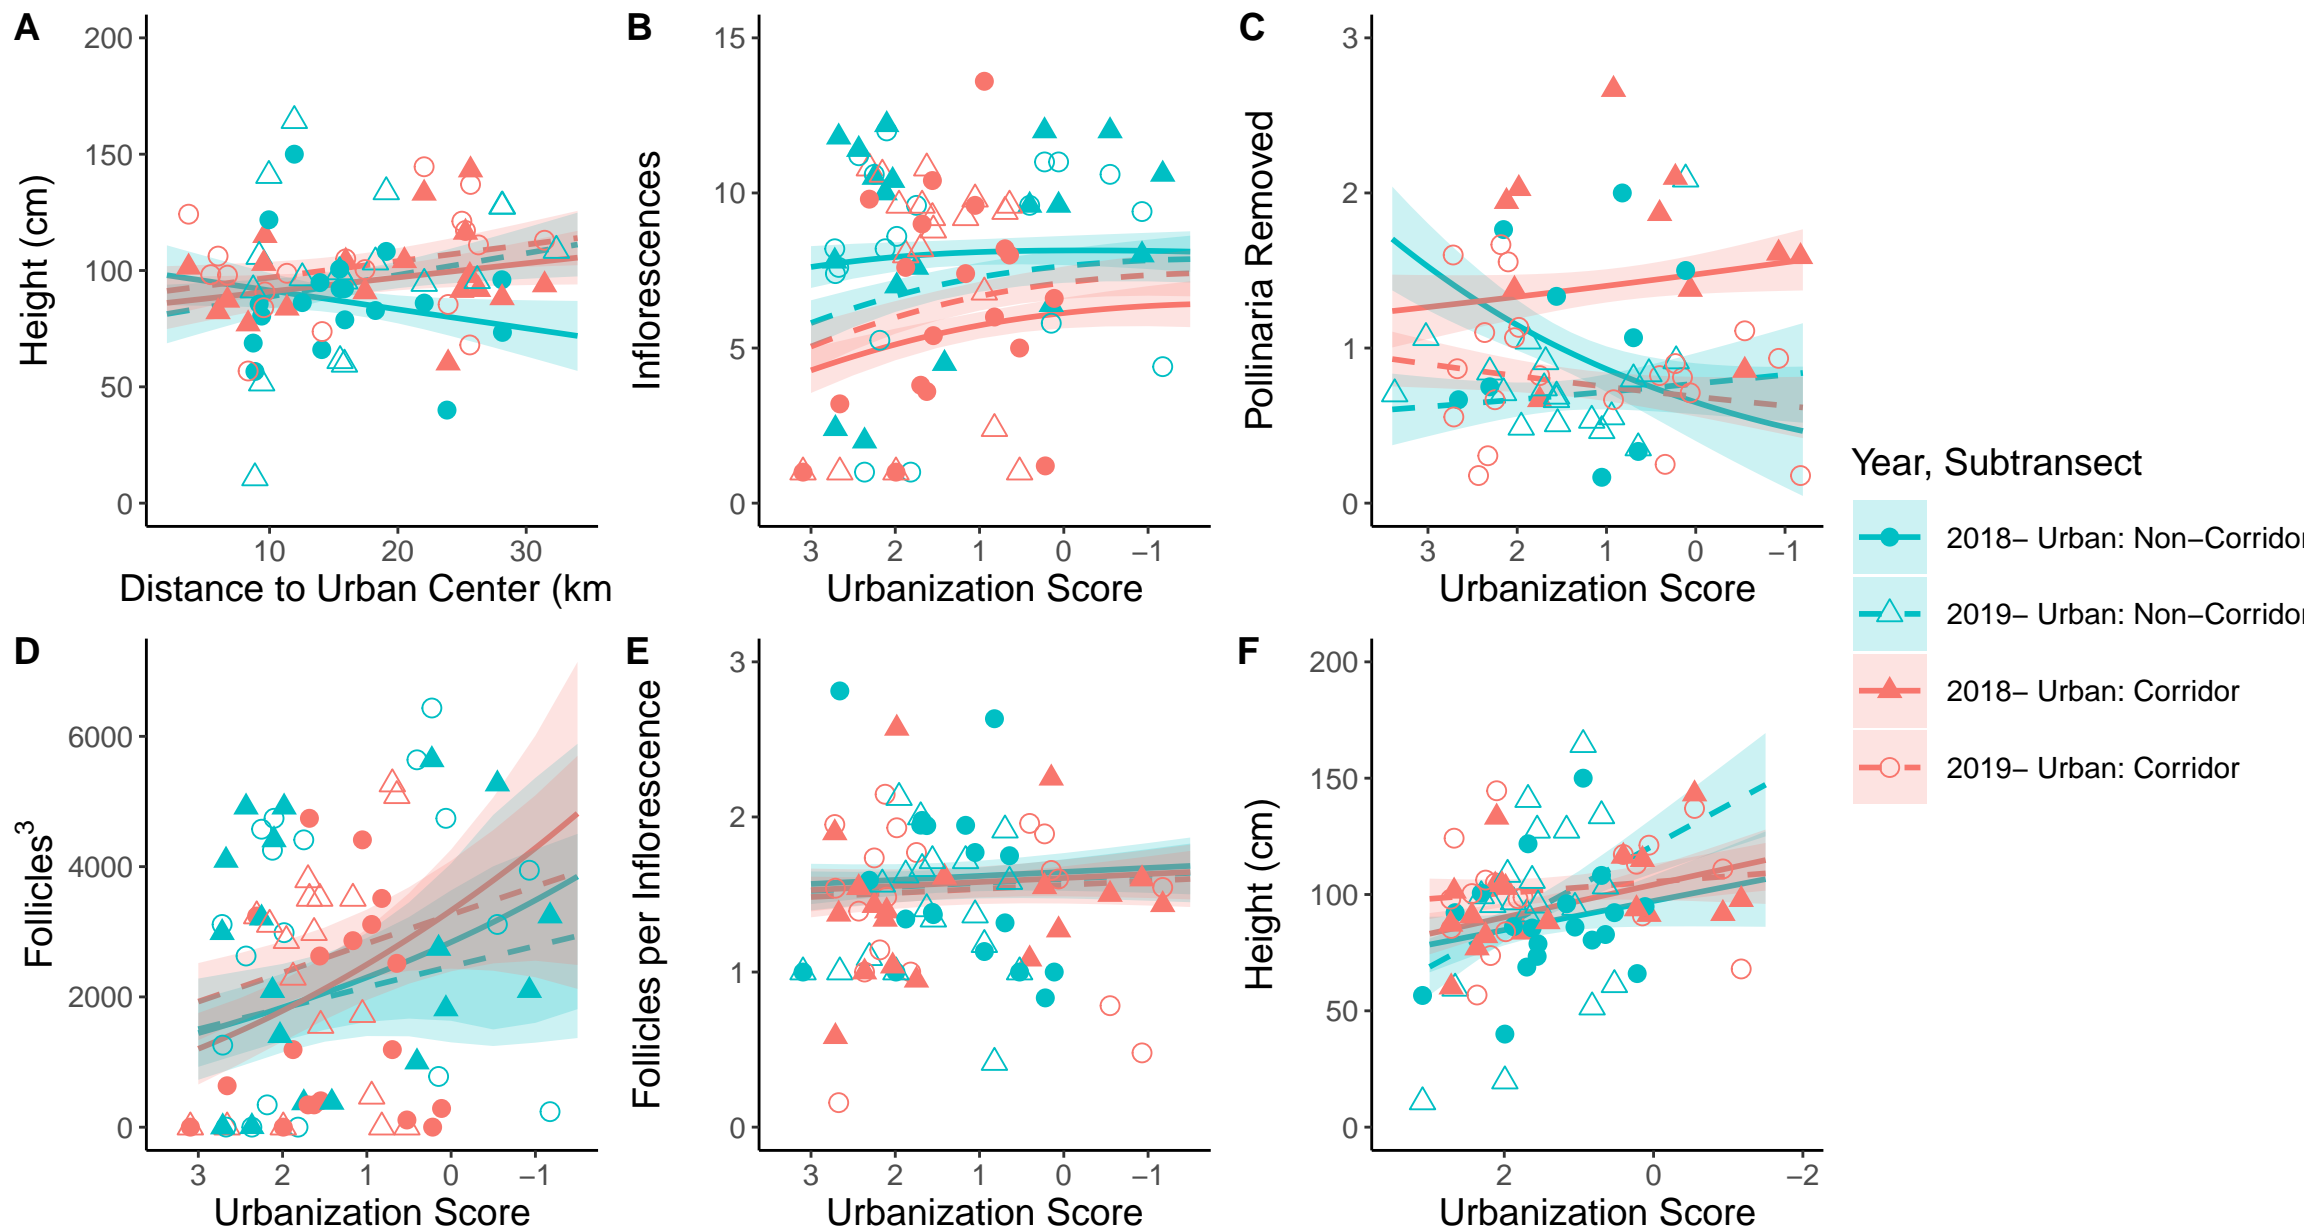 A
200
150
100
50
0
Height (cm)
10 20 30
Distance to Urban Center (km
B
15
10
5
0
Inflorescences
3 2 1 0 −1
Urbanization Score
C
3
2
1
0
Pollinaria Removed
3 2 1 0 −1
Urbanization Score
D
6000
4000
2000
0
Follicles³
3 2 1 0 −1
Urbanization Score
E
3
2
1
0
Follicles per Inflorescence
3 2 1 0 −1
Urbanization Score
F
200
150
100
50
0
Height (cm)
2 0 −2
Urbanization Score
Year, Subtransect
2018− Urban: Non−Corridor
2019− Urban: Non−Corridor
2018− Urban: Corridor
2019− Urban: Corridor